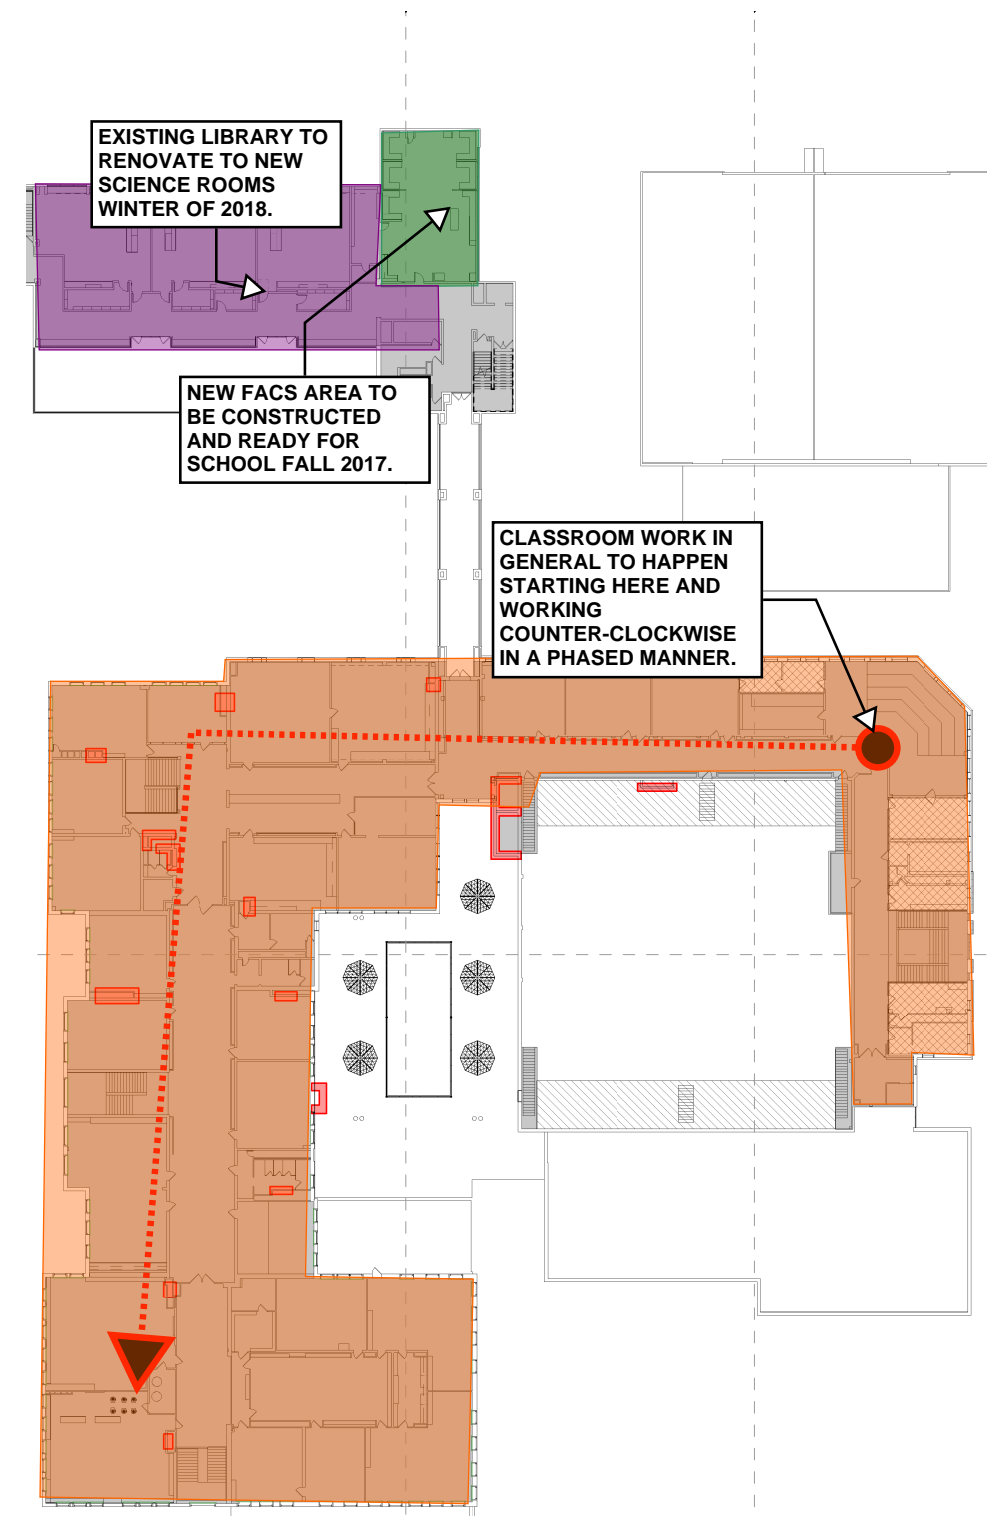 EXISTING LIBRARY TO
RENOVATE TO NEW
SCIENCE ROOMS
WINTER OF 2018.
NEW FACS AREA TO
BE CONSTRUCTED
AND READY FOR
SCHOOL FALL 2017.
CLASSROOM WORK IN
GENERAL TO HAPPEN
STARTING HERE AND
WORKING
COUNTER-CLOCKWISE
IN A PHASED MANNER.